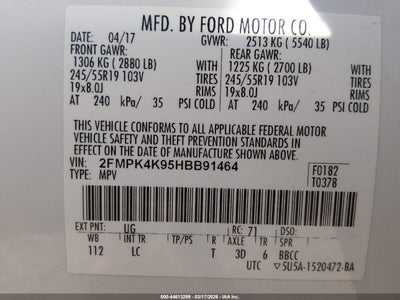 MFD. BY FORD MOTOR CO.
DATE: 04/17 GVWR: 2513 KG ( 5540 LB)
FRONT GAWR: REAR GAWR:
1306 KG ( 2880 LB) WITH 1225 KG ( 2700 LB)
245/55R19 103V TIRES 245/55R19 103V
19x8.0J RIMS 19x8.0J
AT 240 kPa/ 35 PSI COLD AT 240 kPa/ 35 PSI COLD
THIS VEHICLE CONFORMS TO ALL APPLICABLE FEDERAL MOTOR
VEHICLE SAFETY AND THEFT PREVENTION STANDARDS IN
EFFECT ON THE DATE OF MANUFACTURE SHOWN ABOVE.
VIN: 2FMPK4K95HBB91464
TYPE: MPV
F0182
T0378
EXT PNT: UG RC: 71 DSO:
WB INT TR TP/PS R AXLE TR SPR
112 LC T 3D 6 BBCC
UTC 5U5A-1520472-BA
000-44613299 - 03/17/2026 - IAAI.COM